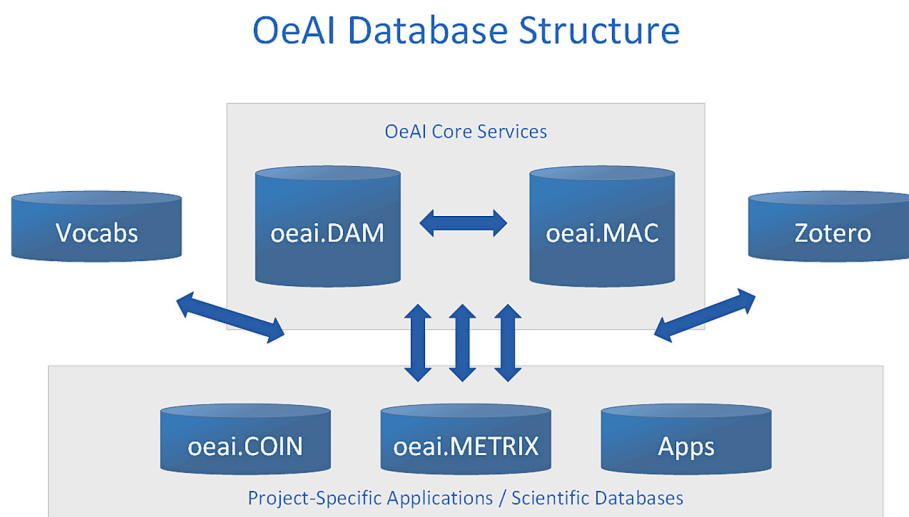 OeAI Database Structure
OeAI Core Services
Vocabs
oeai.DAM
oeai.MAC
Zotero
oeai.COIN
oeai.METRIX
Apps
Project-Specific Applications / Scientific Databases